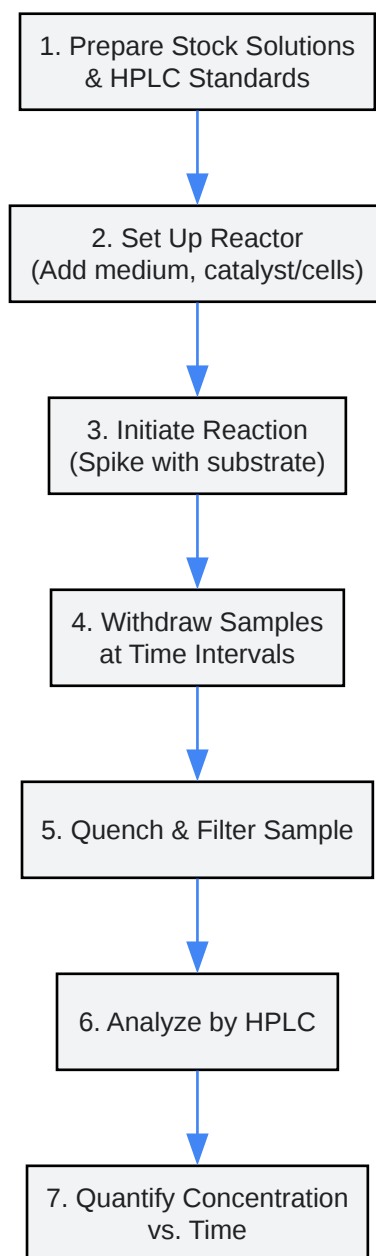 1. Prepare Stock Solutions
& HPLC Standards
2. Set Up Reactor
(Add medium, catalyst/cells)
3. Initiate Reaction
(Spike with substrate)
4. Withdraw Samples
at Time Intervals
5. Quench & Filter Sample
6. Analyze by HPLC
7. Quantify Concentration
vs. Time